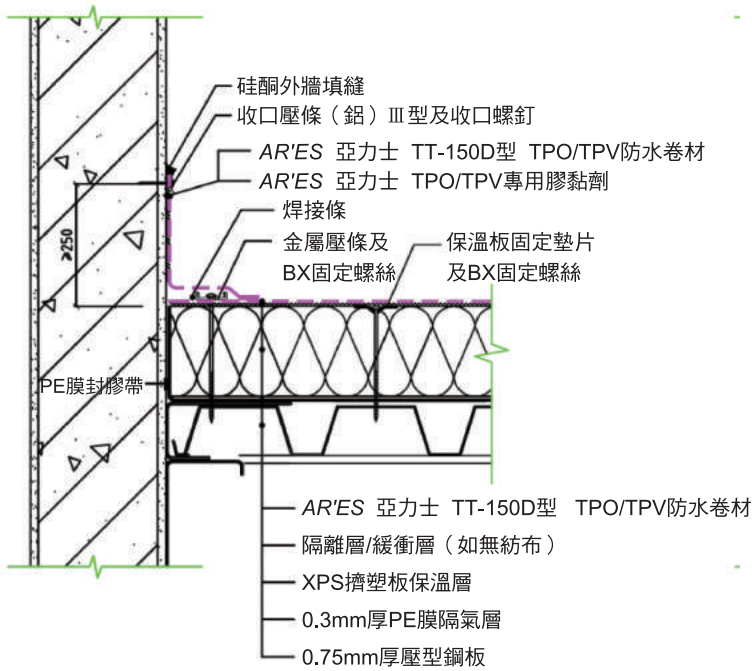 硅酮外牆填縫
收口壓條（鋁）Ⅲ型及收口螺釘
AR'ES 亞力士 TT-150D型 TPO/TPV防水卷材
AR'ES 亞力士 TPO/TPV專用膠黏劑
焊接條
金屬壓條及
BX固定螺絲
保溫板固定墊片
及BX固定螺絲
≥250
PE膜封膠帶
AR'ES 亞力士 TT-150D型 TPO/TPV防水卷材
隔離層/緩衝層（如無紡布）
XPS擠塑板保溫層
0.3mm厚PE膜隔氣層
0.75mm厚壓型鋼板